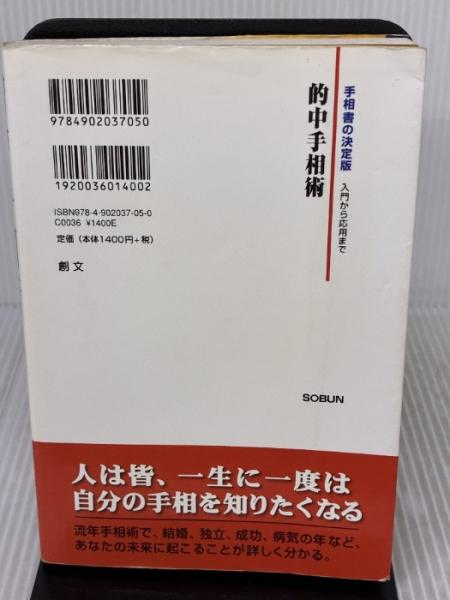 手相書の決定版
入門から応用まで
的中手相術
9784902037050
1920036014002
ISBN978-4-902037-05-0
C0036 ¥1400E
定価(本体1400円+税)
創文
SOBUN
人は皆、一生に一度は
自分の手相を知りたくなる
流年手相術で、結婚、独立、成功、病気の年など、
あなたの未来に起こることが詳しく分かる。